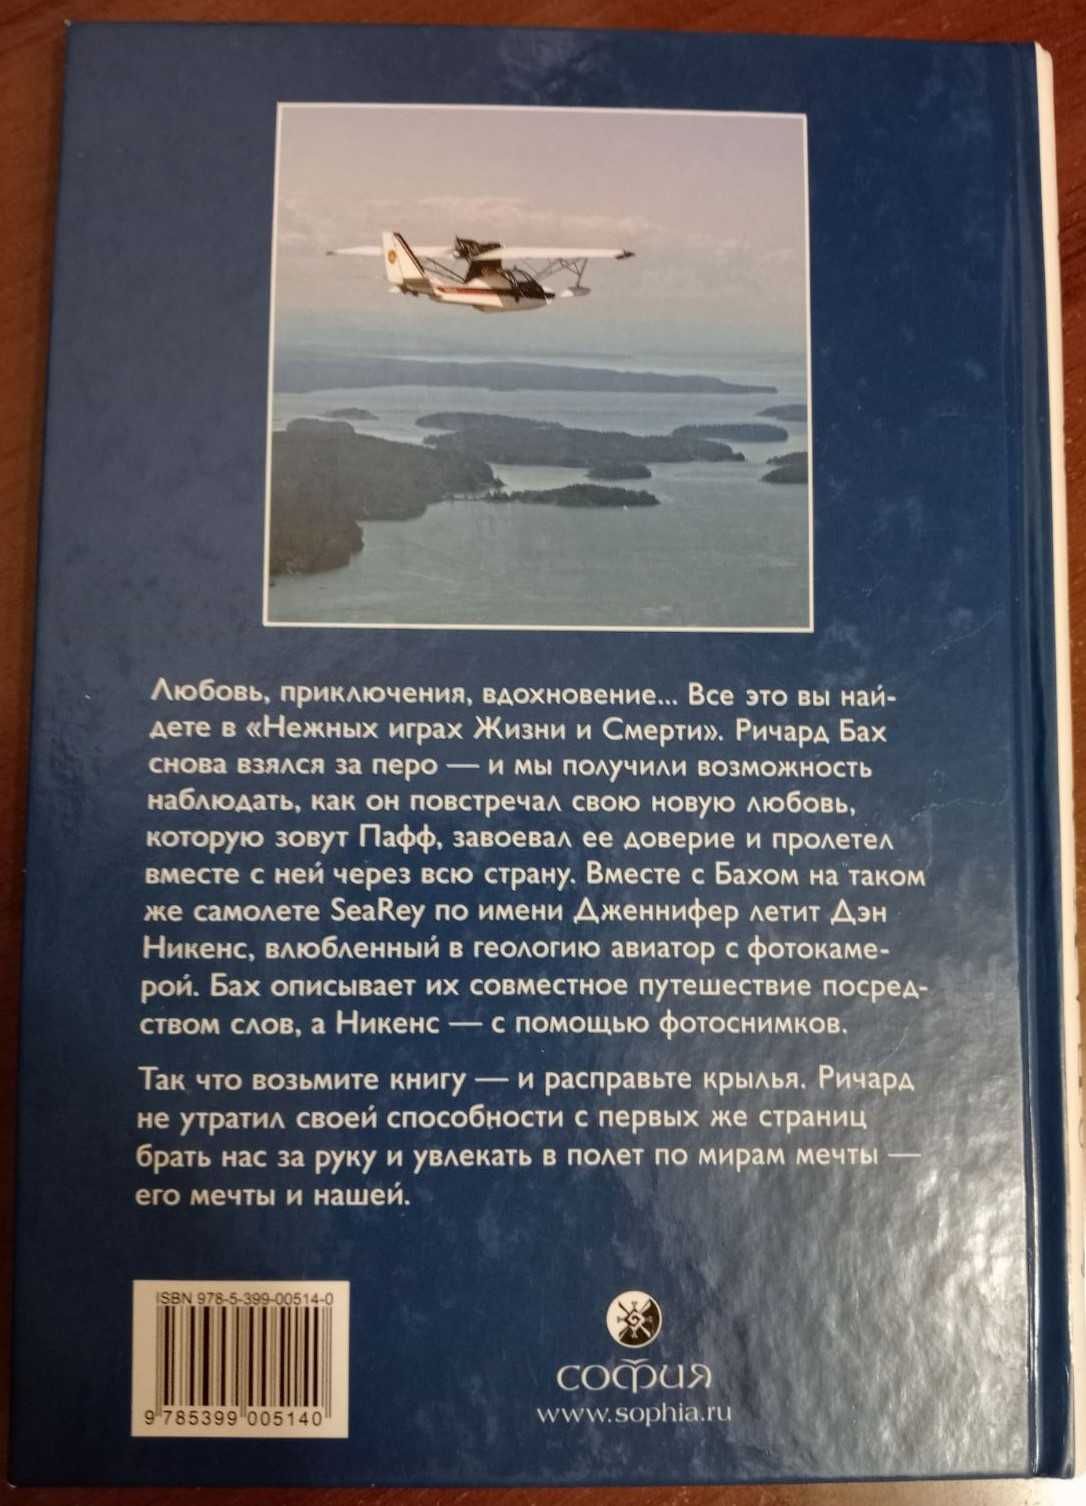 Любовь, приключения, вдохновение... Все это вы най-
дете в «Нежных играх Жизни и Смерти». Ричард Бах
снова взялся за перо — и мы получили возможность
наблюдать, как он повстречал свою новую любовь,
которую зовут Пафф, завоевал ее доверие и пролетел
вместе с ней через всю страну. Вместе с Бахом на таком
же самолете SeaRey по имени Дженнифер летит Дэн
Никенс, влюбленный в геологию авиатор с фотокаме-
рой. Бах описывает их совместное путешествие посред-
ством слов, а Никенс — с помощью фотоснимков.
Так что возьмите книгу — и расправьте крылья. Ричард
не утратил своей способности с первых же страниц
брать нас за руку и увлекать в полет по мирам мечты —
его мечты и нашей.
ISBN 978-5-399-00514-0
9 785399 005140
СОФИЯ
www.sophia.ru